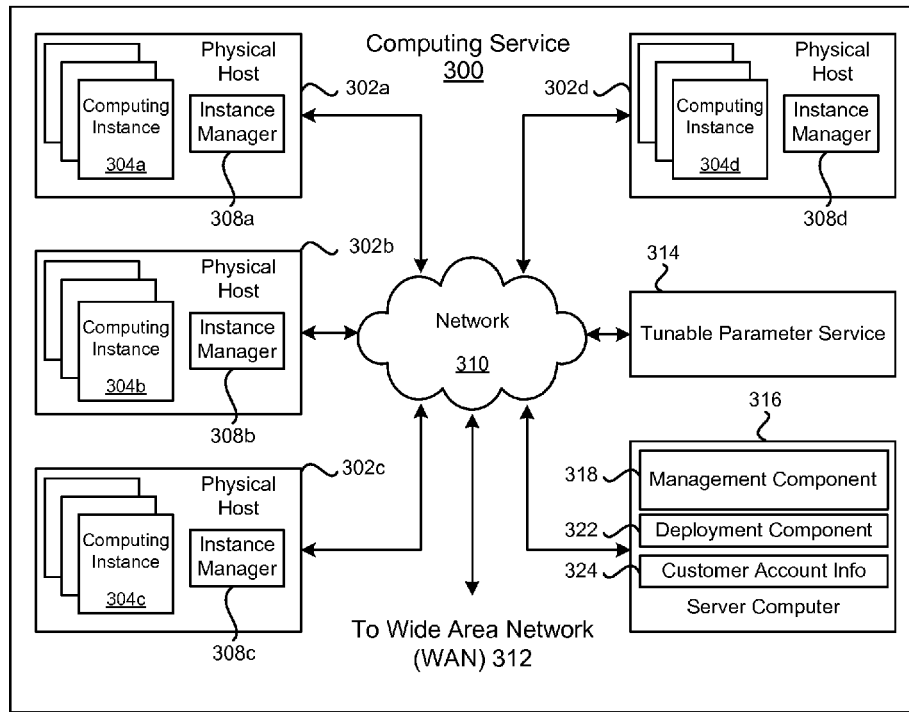 Computing Service
300
Physical
Host
Computing
Instance
304a
Instance
Manager
302a
308a
Physical
Host
Computing
Instance
304d
Instance
Manager
302d
308d
Physical
Host
Computing
Instance
304b
Instance
Manager
302b
308b
Network
310
314
Tunable Parameter Service
Physical
Host
Computing
Instance
304c
Instance
Manager
302c
308c
316
318
Management Component
322
Deployment Component
324
Customer Account Info
Server Computer
To Wide Area Network
(WAN) 312